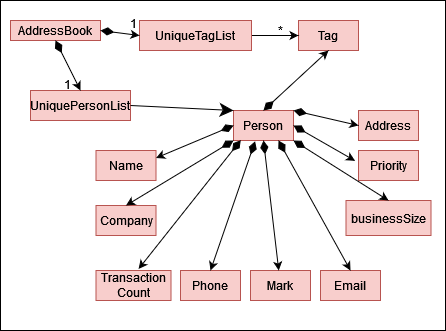 AddressBook
1
UniqueTagList
*
Tag
1
UniquePersonList
Person
Address
Name
Priority
Company
businessSize
Transaction
Count
Phone
Mark
Email